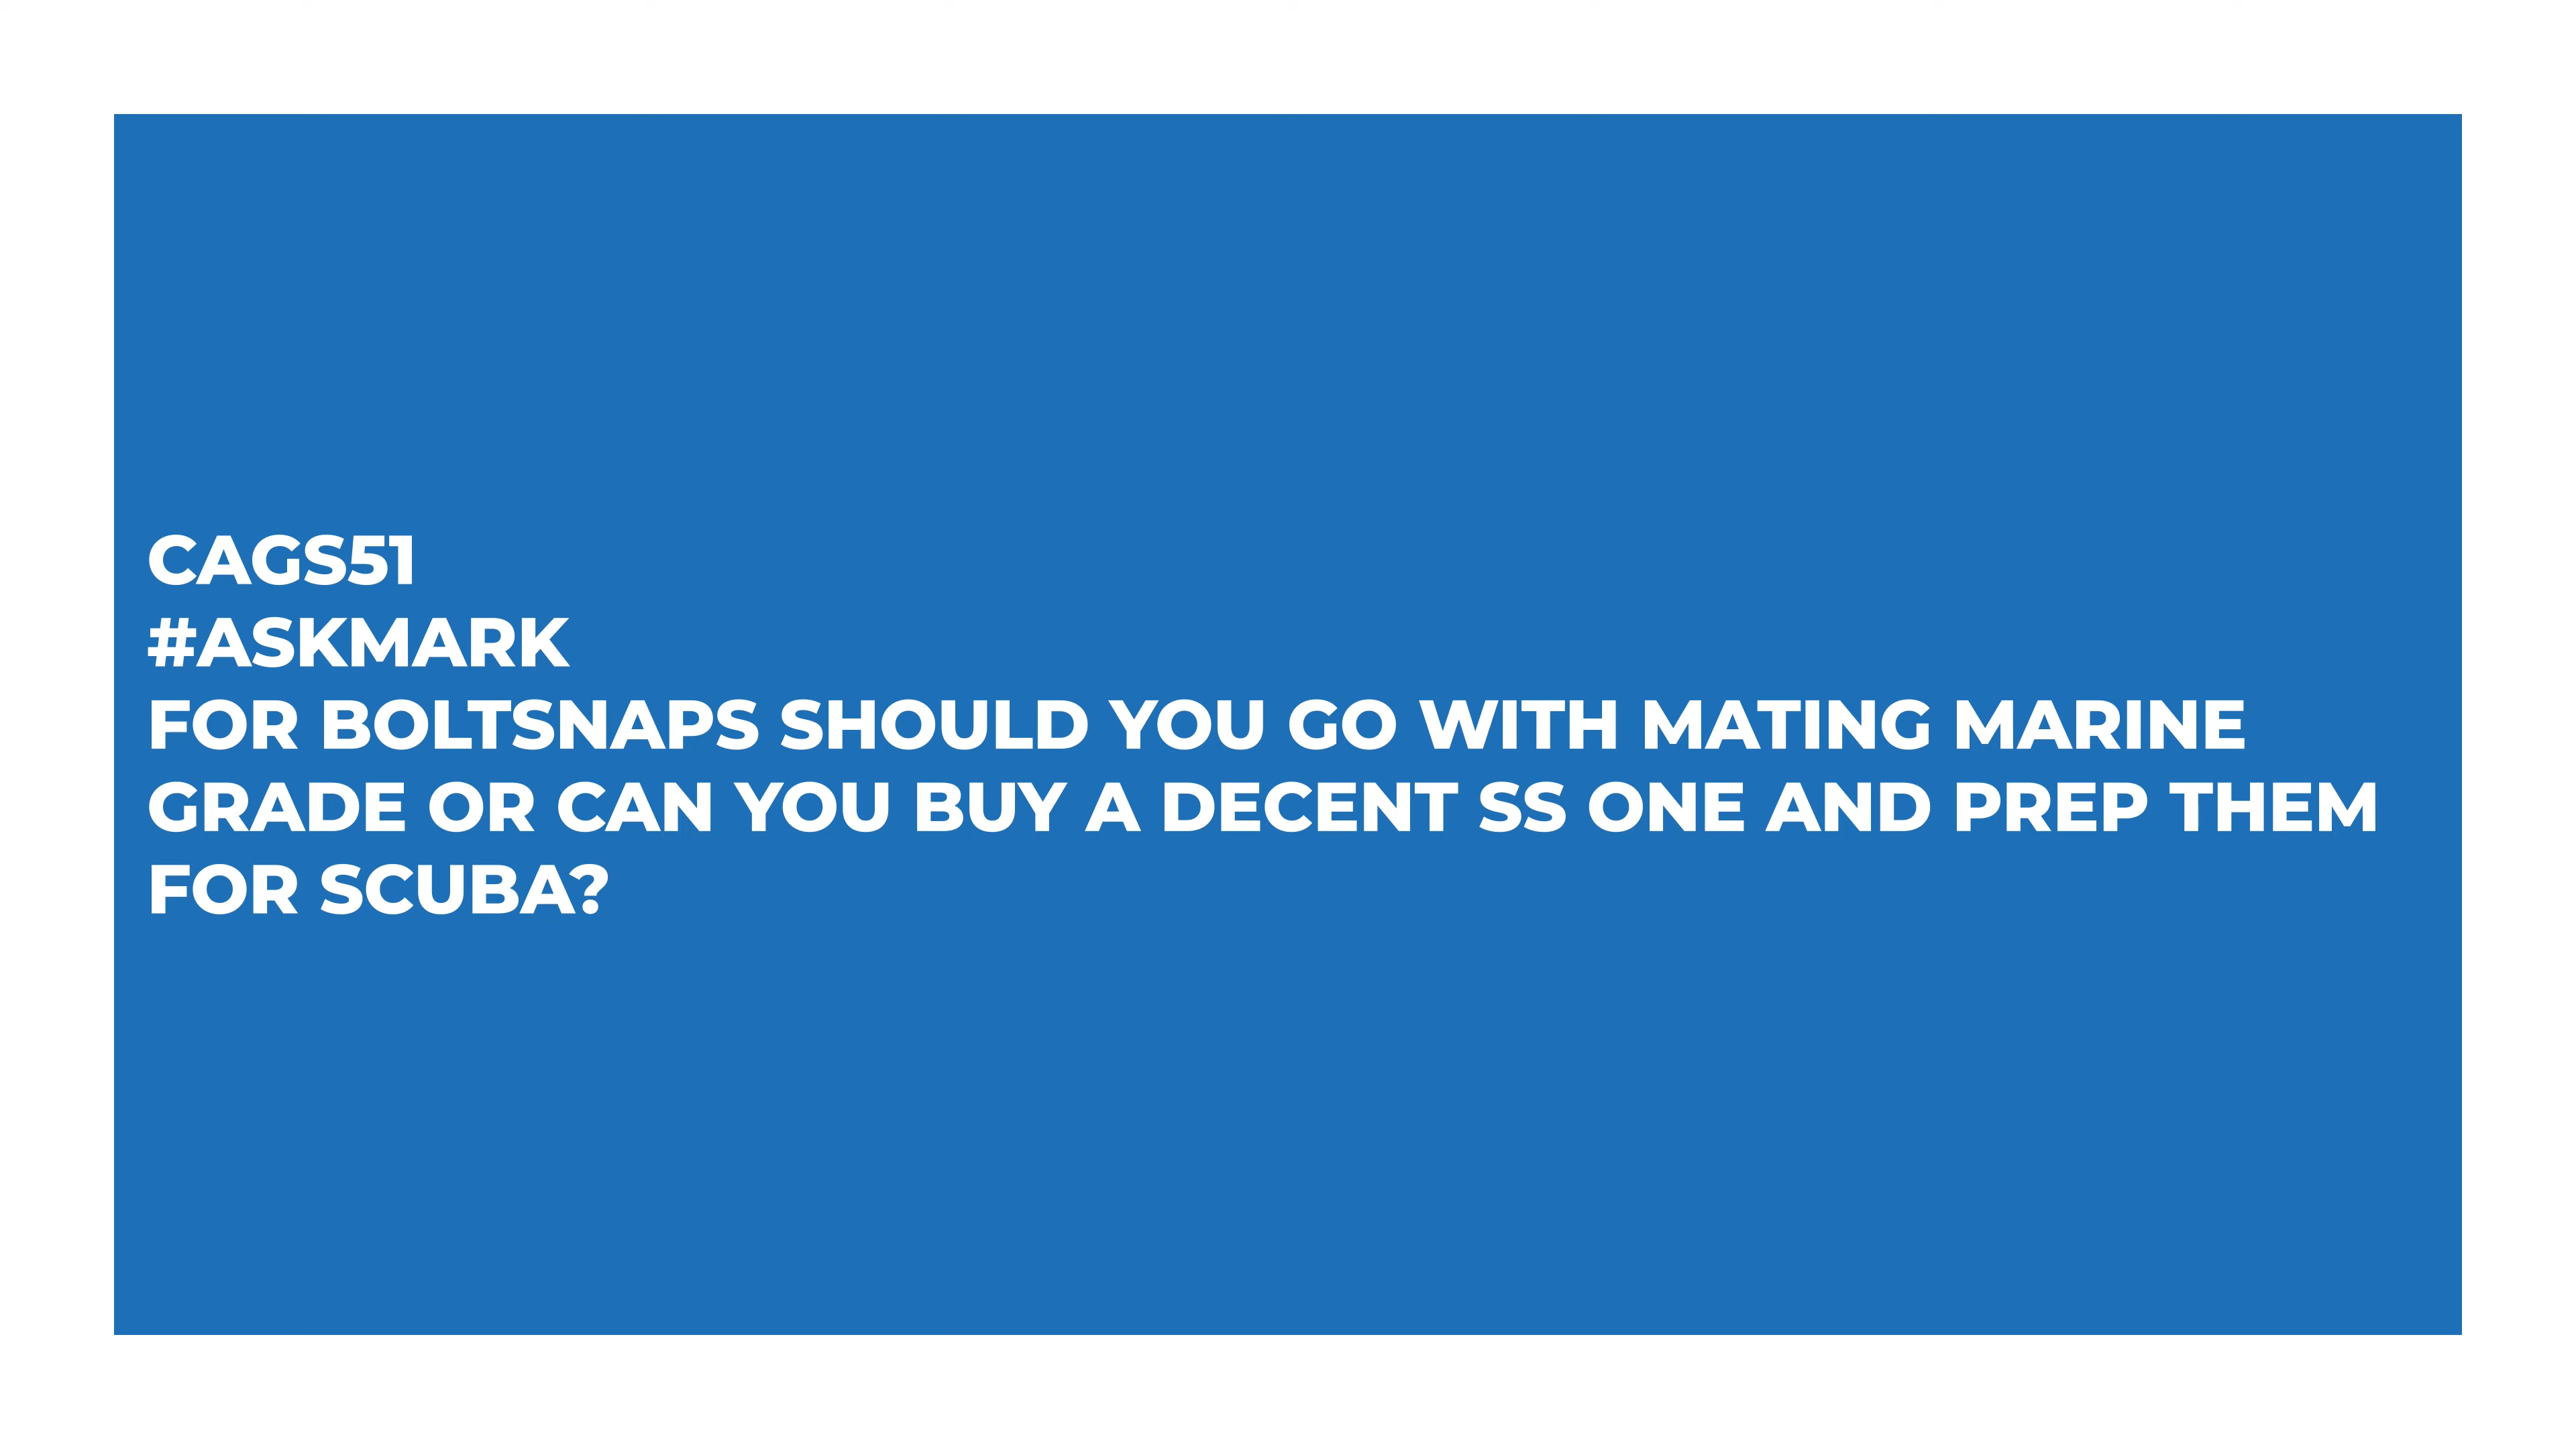 CAGS51
#ASKMARK
FOR BOLTSNAPS SHOULD YOU GO WITH MATING MARINE
GRADE OR CAN YOU BUY A DECENT SS ONE AND PREP THEM
FOR SCUBA?